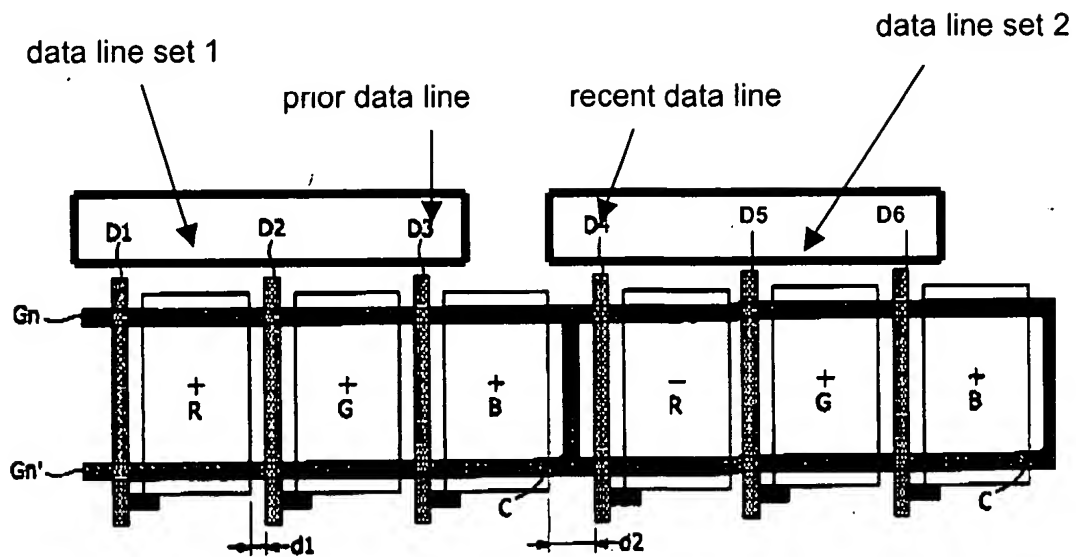 data line set 1
data line set 2
prior data line
recent data line
D1
D2
D3
D4
D5
D6
Gn
+ + + − + +
R G B R G B
Gn'
C
C
d1
d2